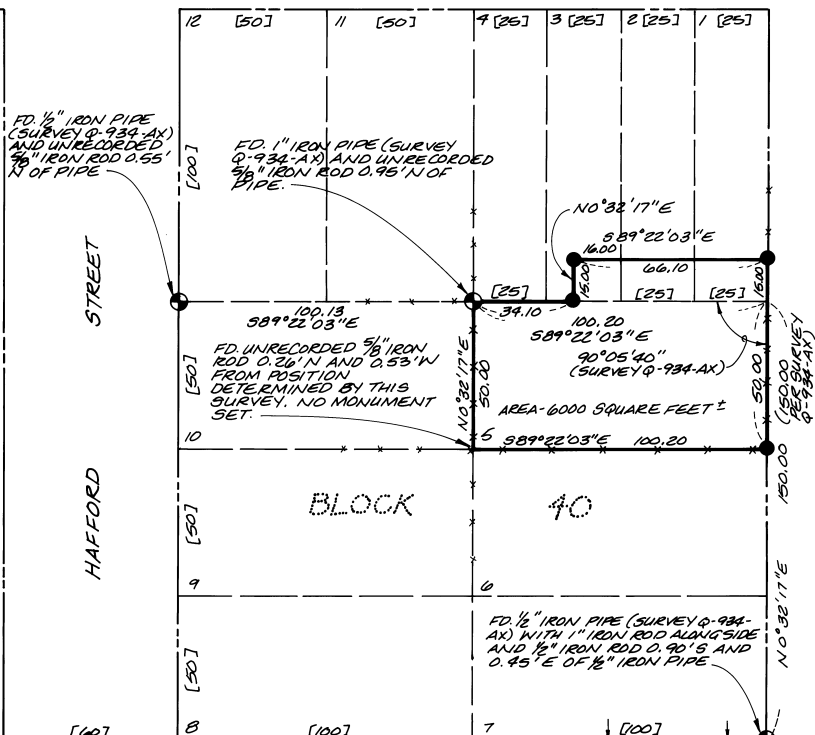 12 [50] 11 [50] 4 [25] 3 [25] 2 [25] 1 [25]
FD. 1/2" IRON PIPE
(SURVEY Q-934-AX)
AND UNRECORDED
5/8" IRON ROD 0.55'
N OF PIPE
[100]
FD. 1" IRON PIPE (SURVEY
Q-934-AX) AND UNRECORDED
5/8" IRON ROD 0.95' N OF
PIPE.
N0°32'17"E
S89°22'03"E
16.00
66.10
15.00
15.00
STREET
[25]
34.10
[25] [25]
100.13
S89°22'03"E
100.20
S89°22'03"E
90°05'40"
(SURVEY Q-934-AX)
FD. UNRECORDED 5/8" IRON
ROD 0.26' N AND 0.53' W
FROM POSITION
DETERMINED BY THIS
SURVEY. NO MONUMENT
SET.
[50]
N0°32'17"E
50.00
50.00
(150.00
PER SURVEY
Q-934-AX)
150.00
AREA-6000 SQUARE FEET±
10
5
S89°22'03"E 100.20
HAFFORD
BLOCK 40
[50]
9
6
N0°32'17"E
FD. 1/2" IRON PIPE (SURVEY Q-934-
AX) WITH 1" IRON ROD ALONGSIDE
AND 1/2" IRON ROD 0.90' S AND
0.45' E OF 1/2" IRON PIPE
[50]
[60]
8
[100]
7
[100]